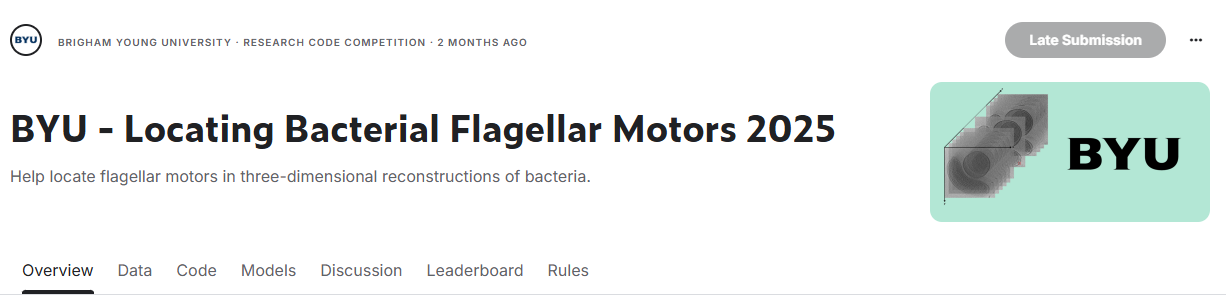 BYU
BRIGHAM YOUNG UNIVERSITY · RESEARCH CODE COMPETITION · 2 MONTHS AGO
Late Submission
BYU - Locating Bacterial Flagellar Motors 2025
Help locate flagellar motors in three-dimensional reconstructions of bacteria.
BYU
Overview Data Code Models Discussion Leaderboard Rules